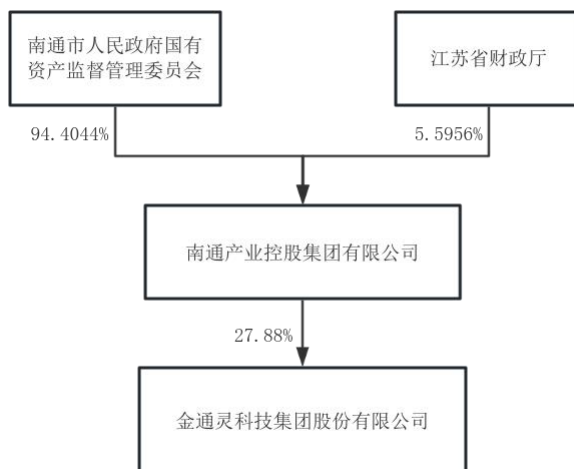 南通市人民政府国有
资产监督管理委员会
江苏省财政厅
94.4044%
5.5956%
南通产业控股集团有限公司
27.88%
金通灵科技集团股份有限公司